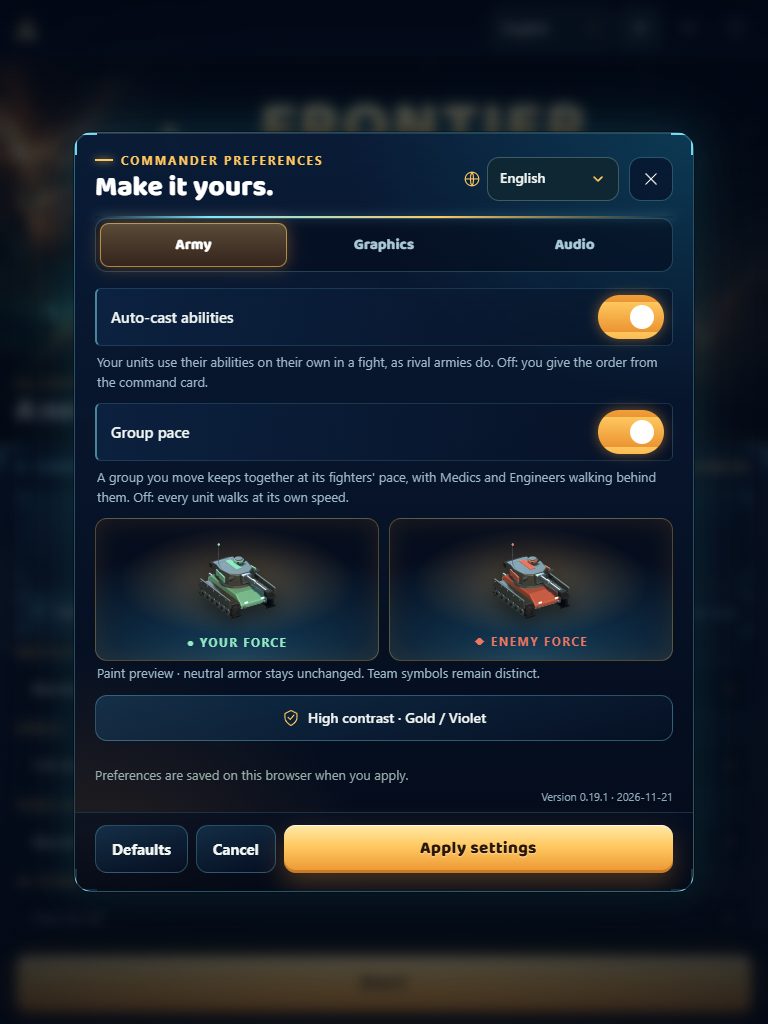 FRONTIER
COMMANDER PREFERENCES
Make it yours.
English
Army
Graphics
Audio
Auto-cast abilities
Your units use their abilities on their own in a fight, as rival armies do. Off: you give the order from
the command card.
Group pace
A group you move keeps together at its fighters' pace, with Medics and Engineers walking behind
them. Off: every unit walks at its own speed.
YOUR FORCE
ENEMY FORCE
Paint preview · neutral armor stays unchanged. Team symbols remain distinct.
High contrast · Gold / Violet
Preferences are saved on this browser when you apply.
Version 0.19.1 · 2026-11-21
Defaults
Cancel
Apply settings